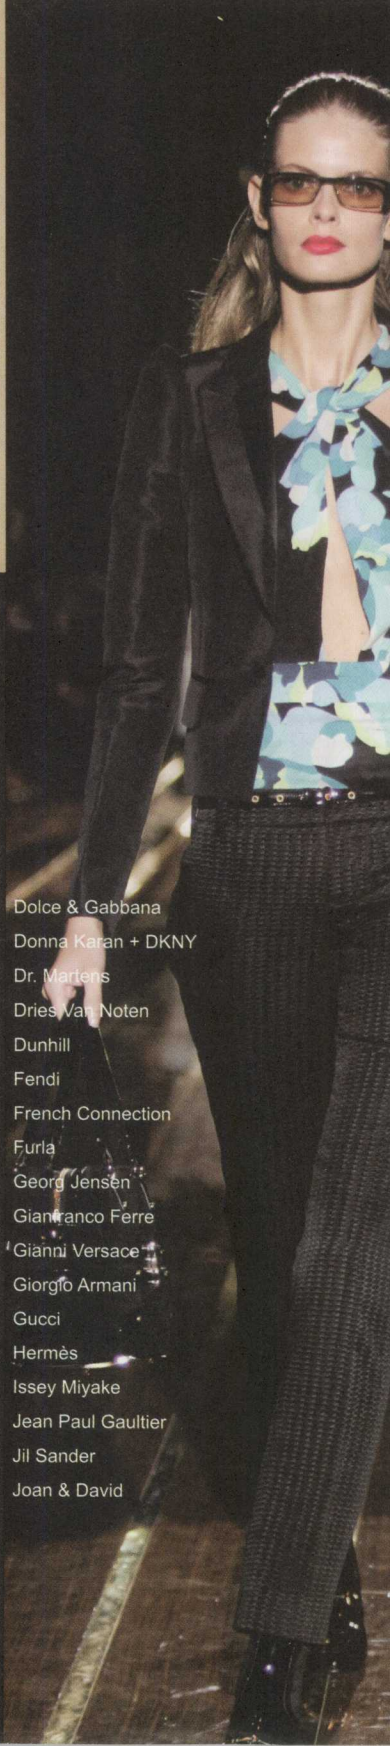 Dolce & Gabbana
Donna Karan + DKNY
Dr. Martens
Dries Van Noten
Dunhill
Fendi
French Connection
Furla
Georg Jensen
Gianfranco Ferre
Gianni Versace
Giorgio Armani
Gucci
Hermès
Issey Miyake
Jean Paul Gaultier
Jil Sander
Joan & David